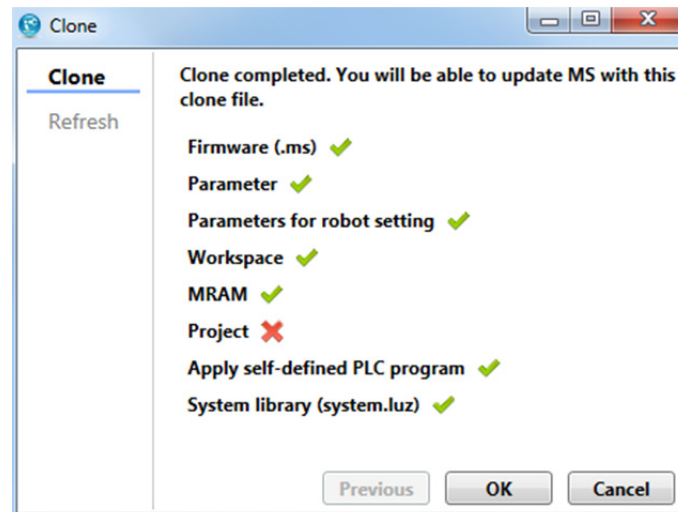 Clone
Clone
Refresh
Clone completed. You will be able to update MS with this
clone file.
Firmware (.ms)
Parameter
Parameters for robot setting
Workspace
MRAM
Project
Apply self-defined PLC program
System library (system.luz)
Previous
OK
Cancel